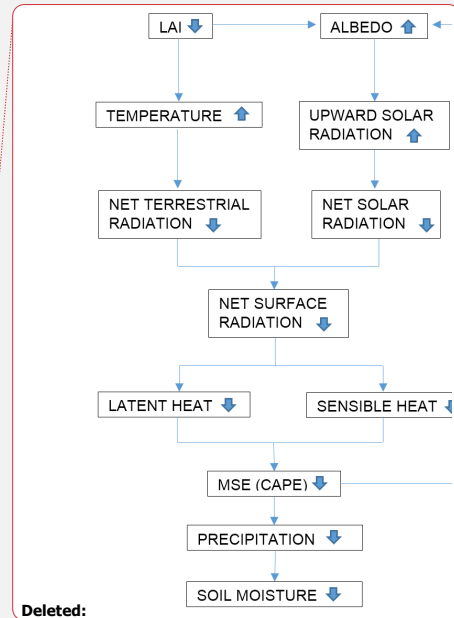 LAI
ALBEDO
TEMPERATURE
UPWARD SOLAR
RADIATION
NET TERRESTRIAL
RADIATION
NET SOLAR
RADIATION
NET SURFACE
RADIATION
LATENT HEAT
SENSIBLE HEAT
MSE (CAPE)
PRECIPITATION
SOIL MOISTURE
Deleted: